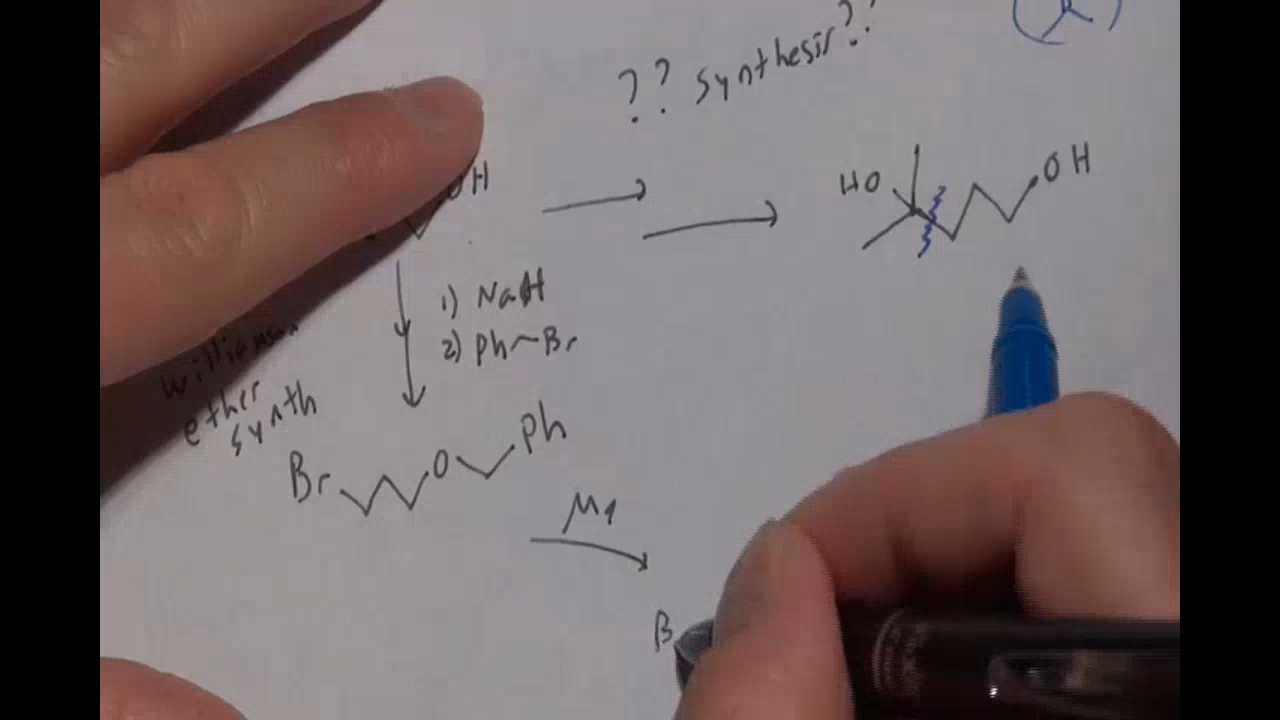 ?? synthesis??
HO
OH
OH
1) NaH
2) Ph Br
Williamson
ether
synth
Br O Ph
Mg
B